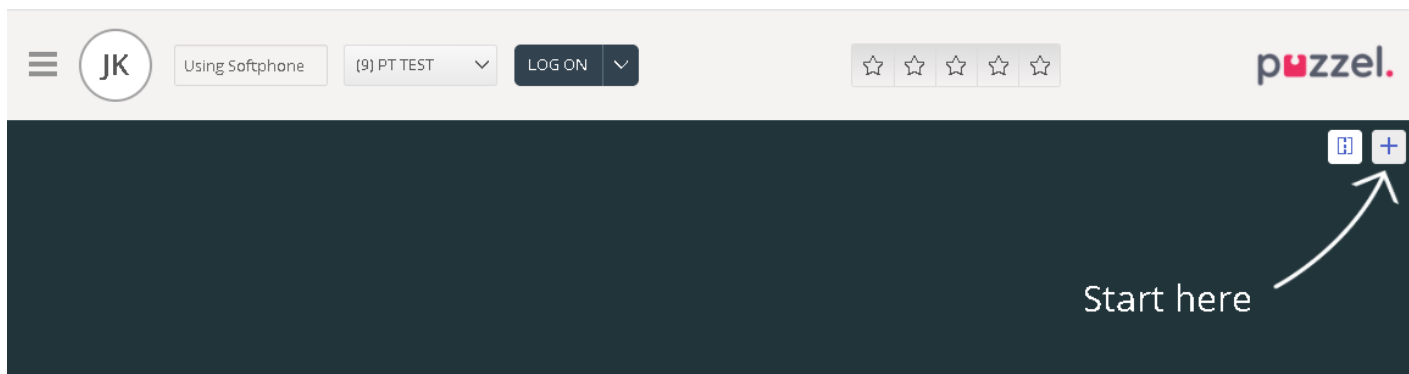 JK
Using Softphone
(9) PT TEST
LOG ON
puzzel.
Start here